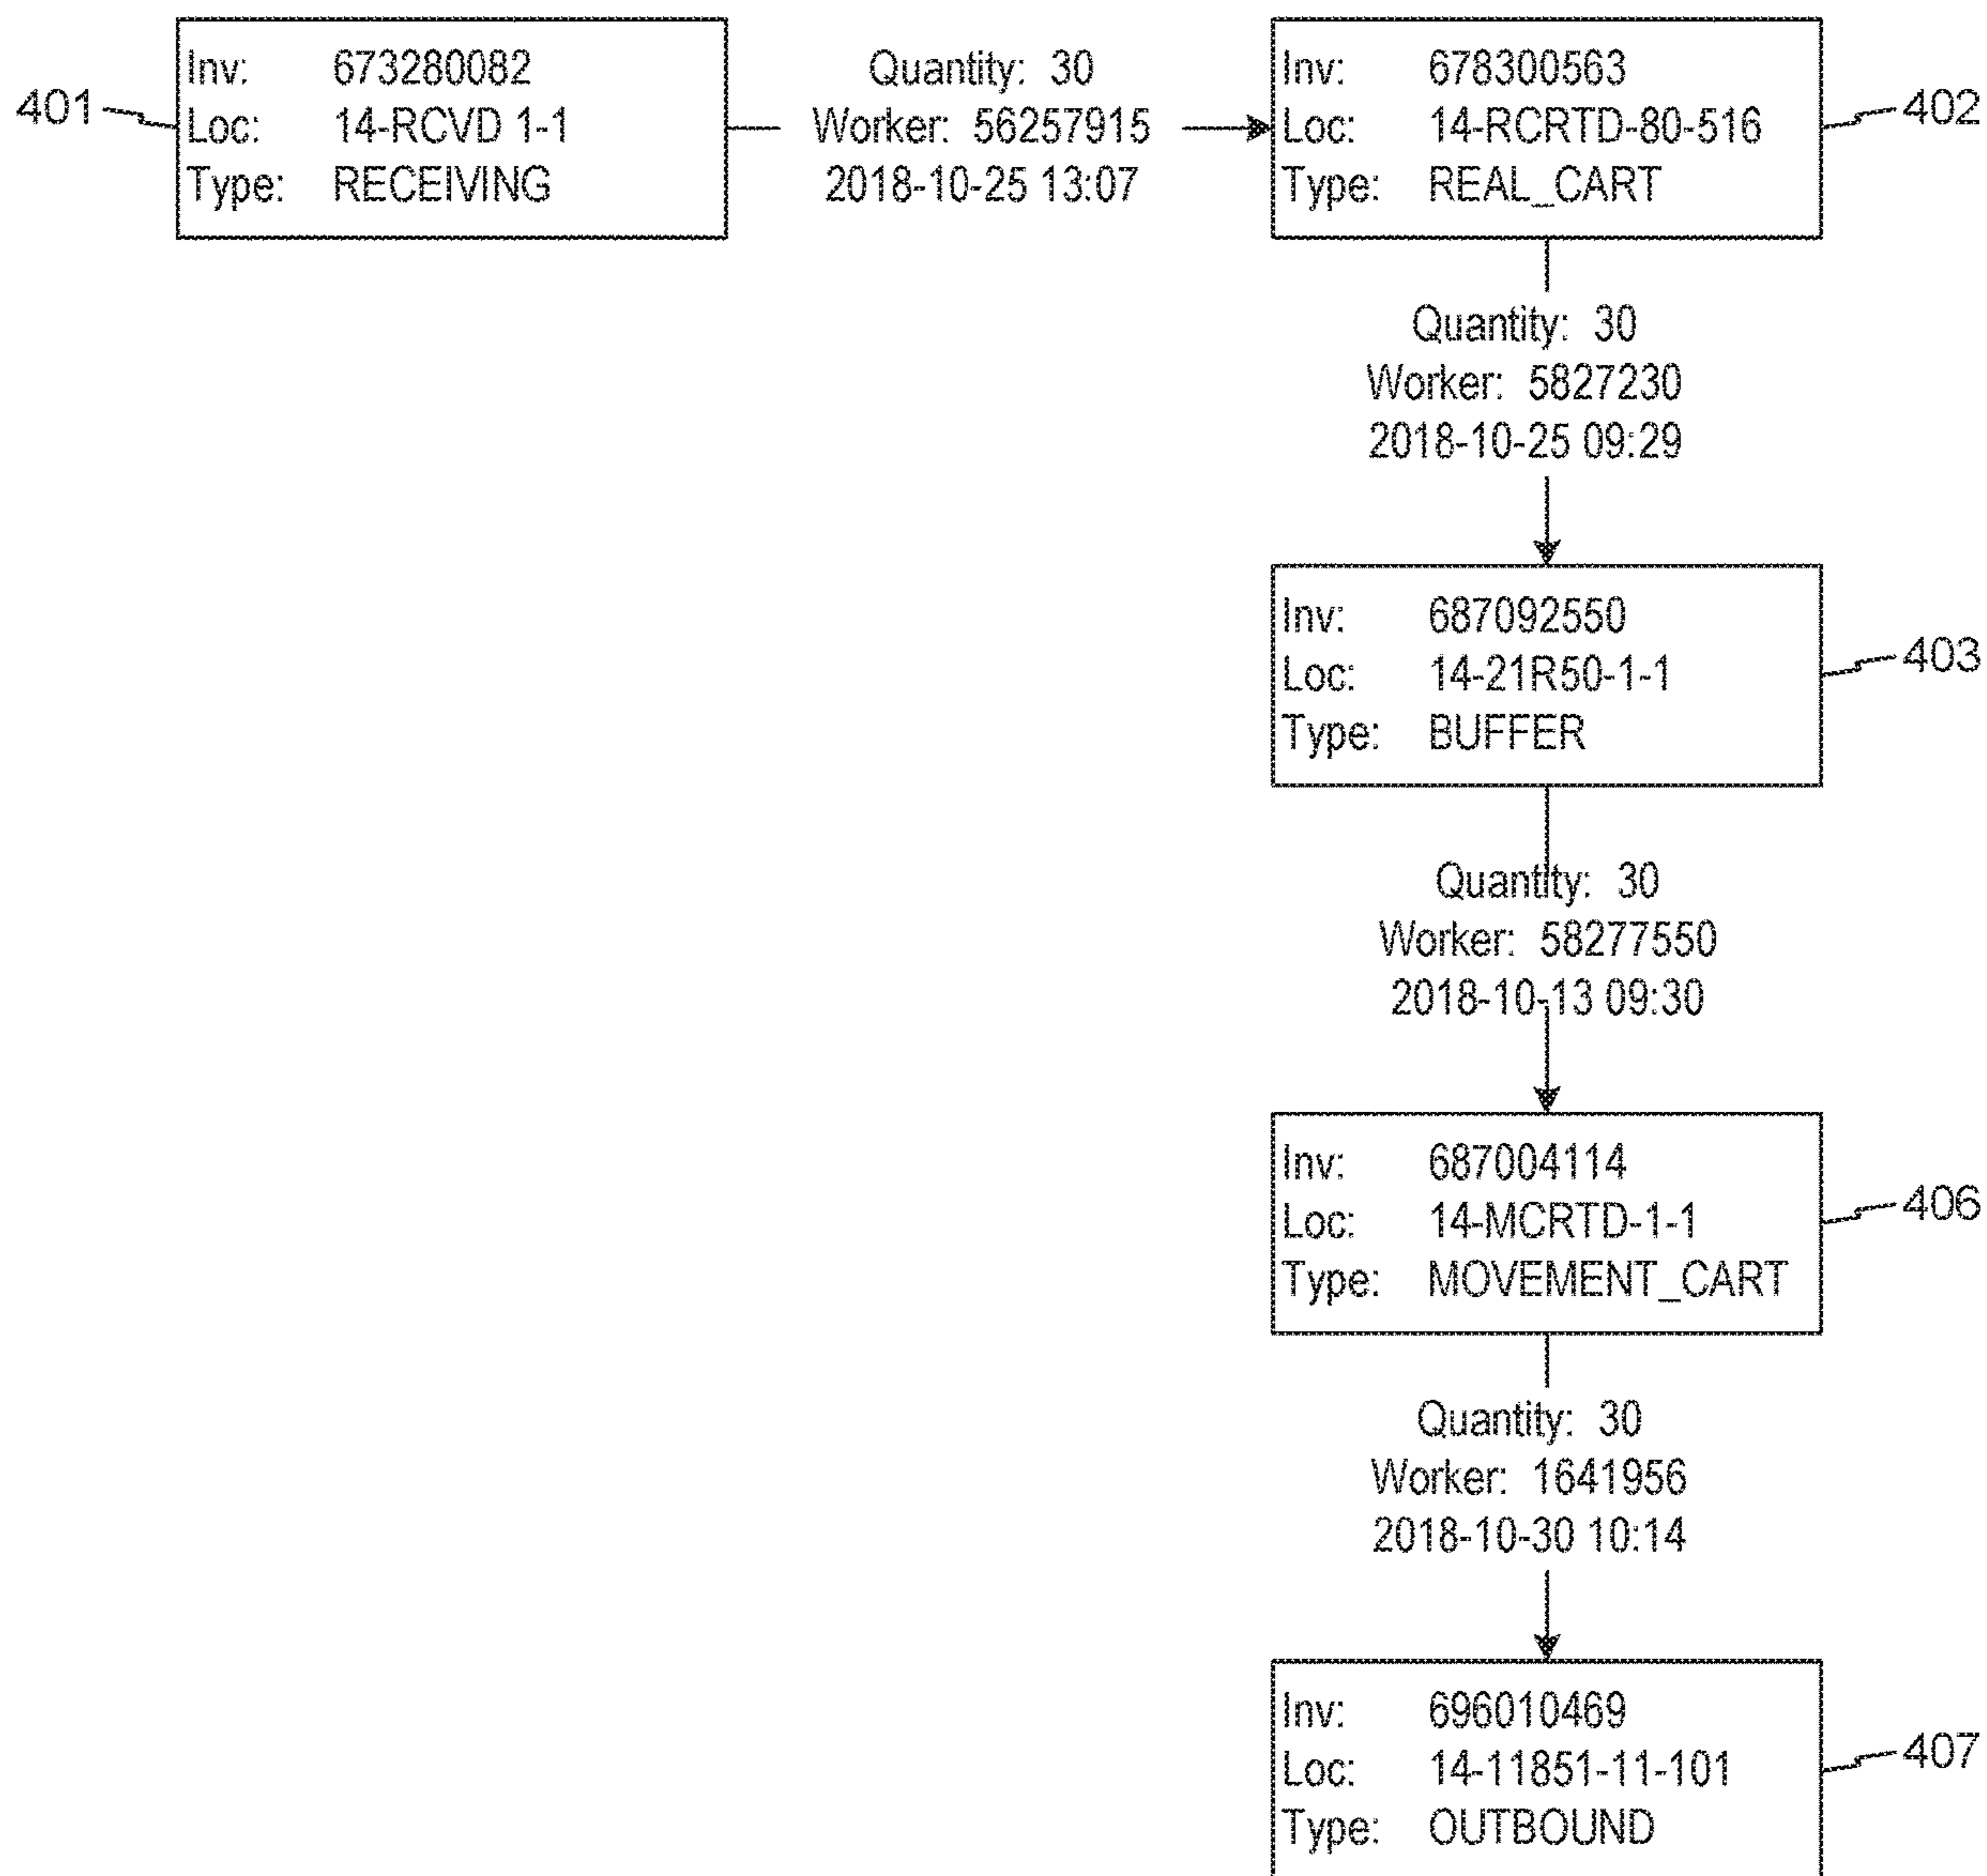 401
Inv: 673280082
Loc: 14-RCVD 1-1
Type: RECEIVING
Quantity: 30
Worker: 56257915
2018-10-25 13:07
Inv: 678300563
Loc: 14-RCRTD-80-516
Type: REAL_CART
402
Quantity: 30
Worker: 5827230
2018-10-25 09:29
Inv: 687092550
Loc: 14-21R50-1-1
Type: BUFFER
403
Quantity: 30
Worker: 58277550
2018-10-13 09:30
Inv: 687004114
Loc: 14-MCRTD-1-1
Type: MOVEMENT_CART
406
Quantity: 30
Worker: 1641956
2018-10-30 10:14
Inv: 696010469
Loc: 14-11851-11-101
Type: OUTBOUND
407